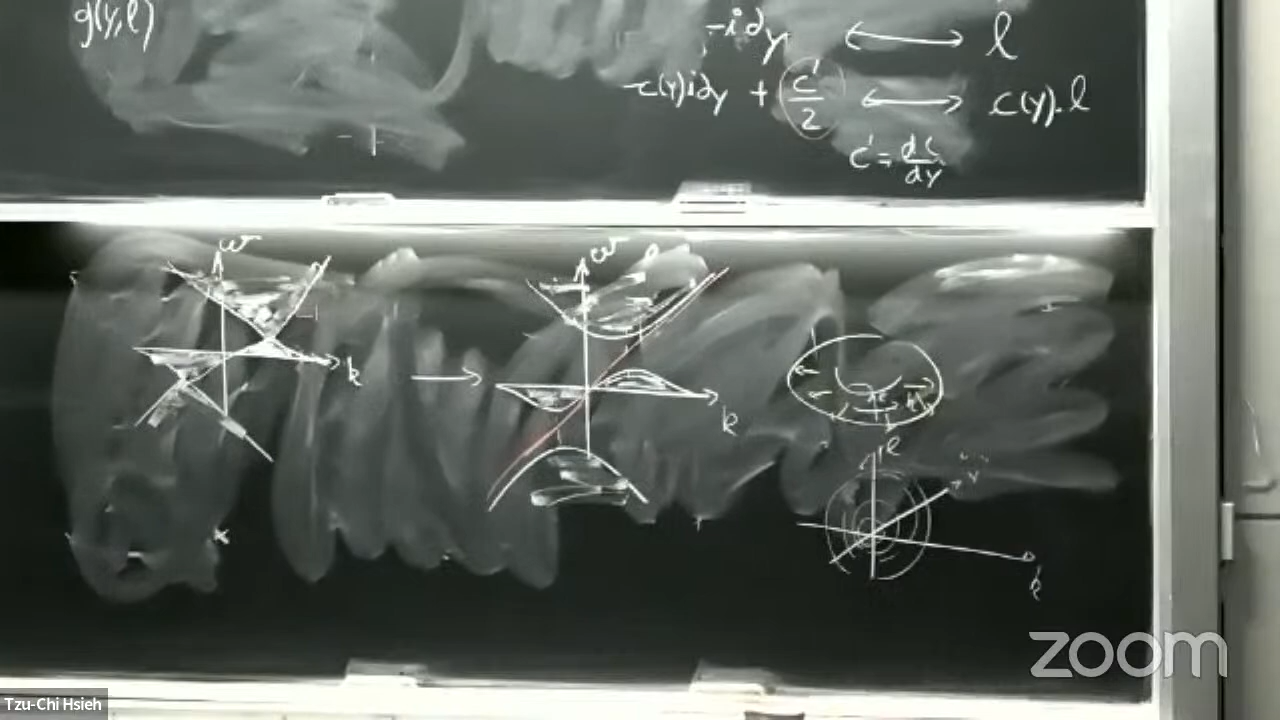 g(y,l)
-i∂y ⟷ l
-c(y)i∂y + c'/2 ⟷ c(y).l
c' = dc/dy
ω
ω
k
k
zoom
Tzu-Chi Hsieh